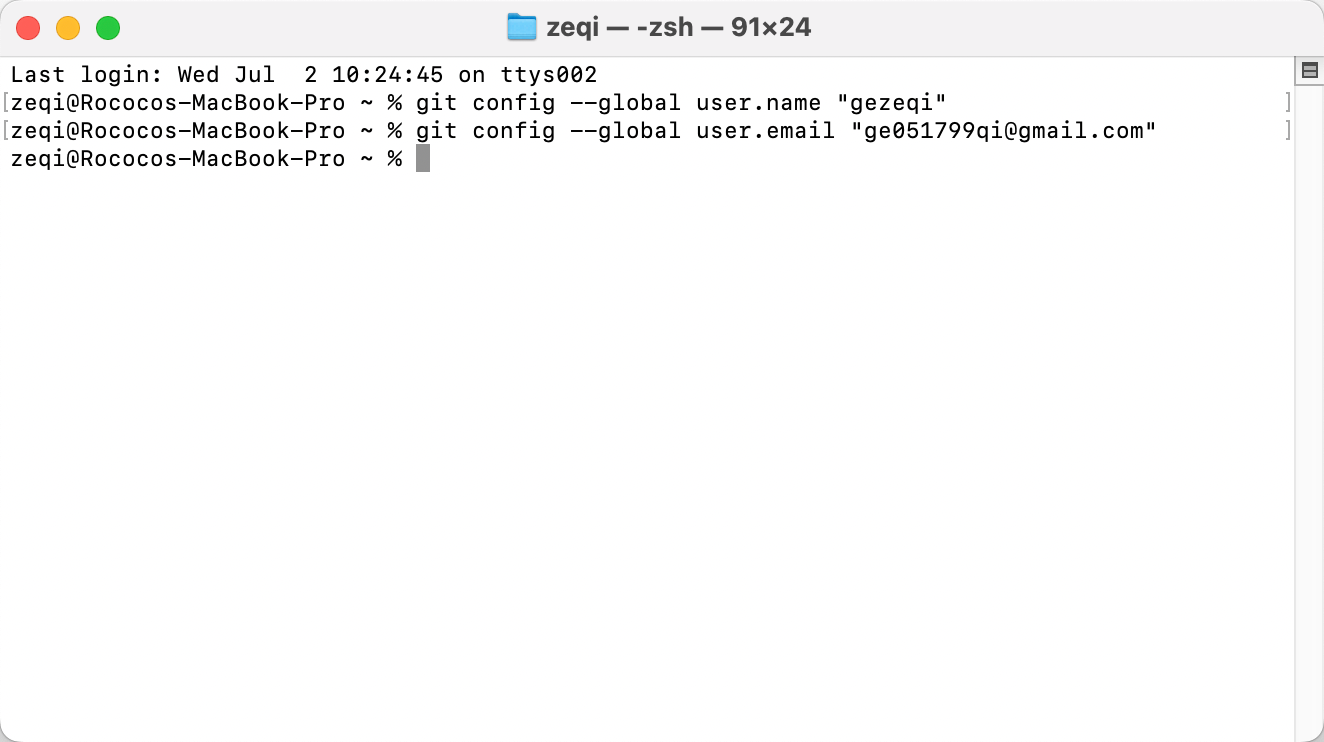 zeqi — -zsh — 91×24
Last login: Wed Jul  2 10:24:45 on ttys002
[zeqi@Rococos-MacBook-Pro ~ % git config --global user.name "gezeqi" ]
[zeqi@Rococos-MacBook-Pro ~ % git config --global user.email "ge051799qi@gmail.com" ]
zeqi@Rococos-MacBook-Pro ~ %